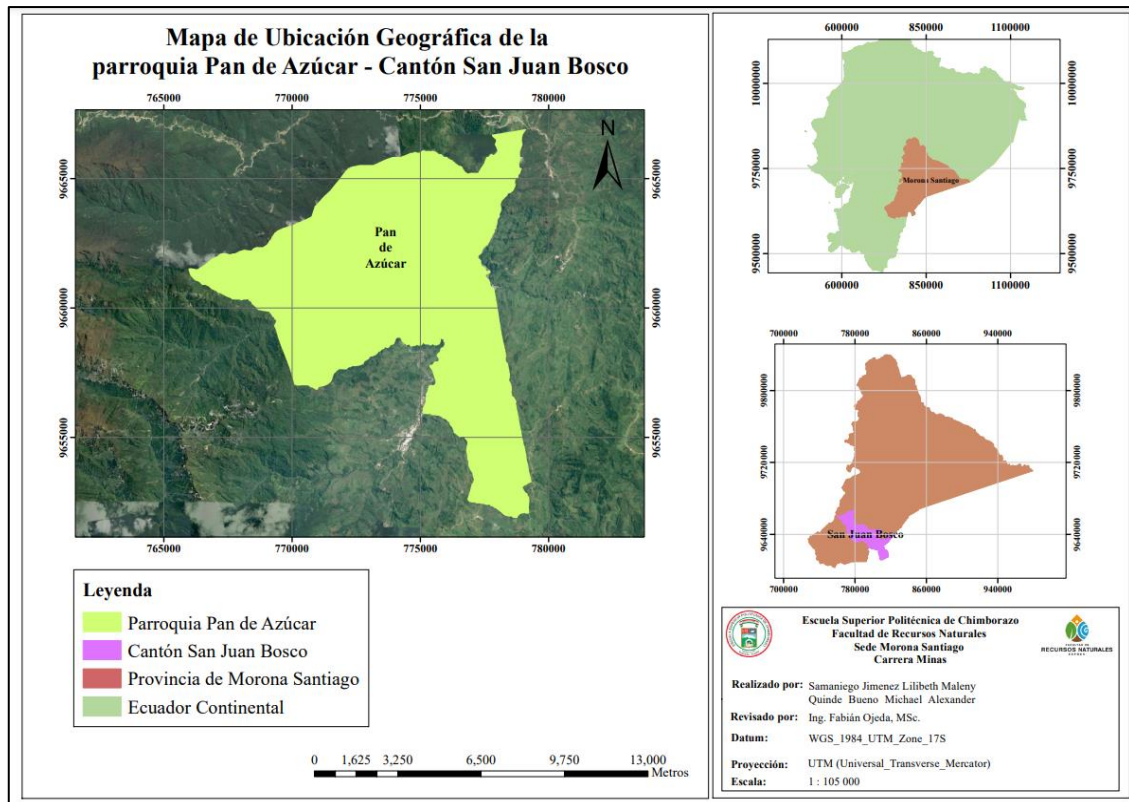 Mapa de Ubicación Geográfica de la
parroquia Pan de Azúcar - Cantón San Juan Bosco
765000 770000 775000 780000
N
9665000 9665000
Pan
de
Azúcar
9660000 9660000
9655000 9655000
765000 770000 775000 780000
Leyenda
Parroquia Pan de Azúcar
Cantón San Juan Bosco
Provincia de Morona Santiago
Ecuador Continental
0 1,625 3,250 6,500 9,750 13,000
Metros
600000 850000 1100000
10000000 10000000
9750000 9750000
Morona Santiago
9500000 9500000
600000 850000 1100000
700000 780000 860000 940000
9800000 9800000
9720000 9720000
9640000 9640000
San Juan Bosco
700000 780000 860000 940000
Escuela Superior Politécnica de Chimborazo
Facultad de Recursos Naturales
Sede Morona Santiago
Carrera Minas
RECURSOS NATURALES
Realizado por: Samaniego Jimenez Lilibeth Maleny
Quinde Bueno Michael Alexander
Revisado por: Ing. Fabián Ojeda, MSc.
Datum: WGS_1984_UTM_Zone_17S
Proyección: UTM (Universal_Transverse_Mercator)
Escala: 1 : 105 000